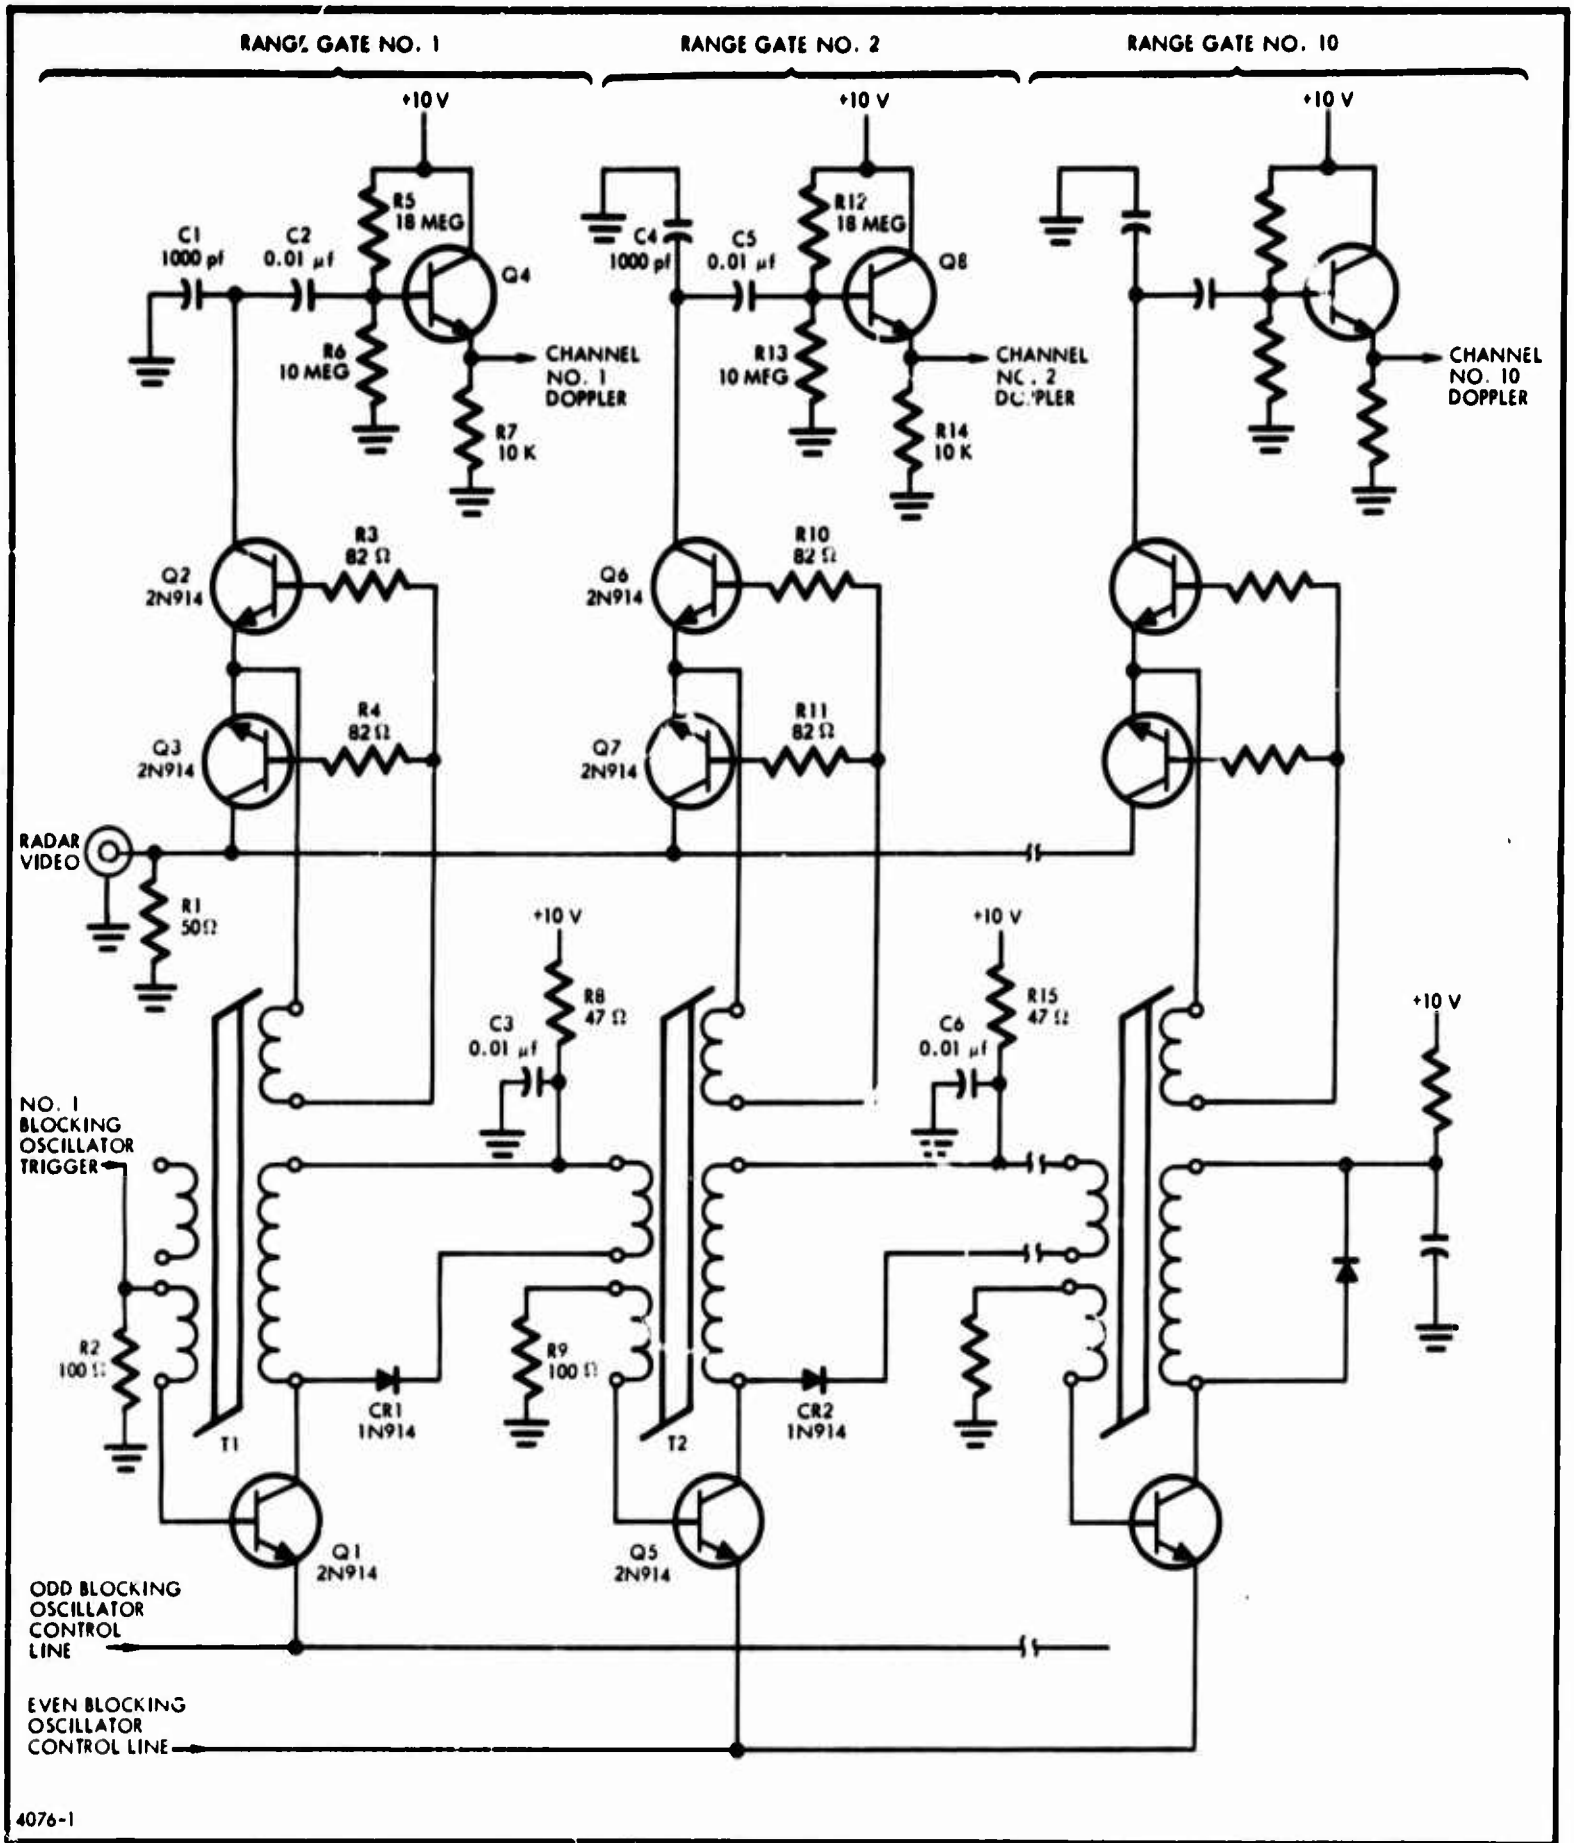 RANGE GATE NO. 1
RANGE GATE NO. 2
RANGE GATE NO. 10
+10 V
+10 V
+10 V
R5
18 MEG
C1
1000 pf
C2
0.01 µf
Q4
R6
10 MEG
CHANNEL
NO. 1
DOPPLER
R7
10 K
R12
18 MEG
C4
1000 pf
C5
0.01 µf
Q8
R13
10 MEG
CHANNEL
NO. 2
DOPPLER
R14
10 K
CHANNEL
NO. 10
DOPPLER
R3
82 Ω
Q2
2N914
R10
82 Ω
Q6
2N914
R4
82 Ω
Q3
2N914
R11
82 Ω
Q7
2N914
RADAR
VIDEO
R1
50 Ω
+10 V
R8
47 Ω
C3
0.01 µf
+10 V
R15
47 Ω
C6
0.01 µf
+10 V
NO. 1
BLOCKING
OSCILLATOR
TRIGGER
R2
100 Ω
T1
CR1
1N914
R9
100 Ω
T2
CR2
1N914
Q1
2N914
Q5
2N914
ODD BLOCKING
OSCILLATOR
CONTROL
LINE
EVEN BLOCKING
OSCILLATOR
CONTROL LINE
4076-1